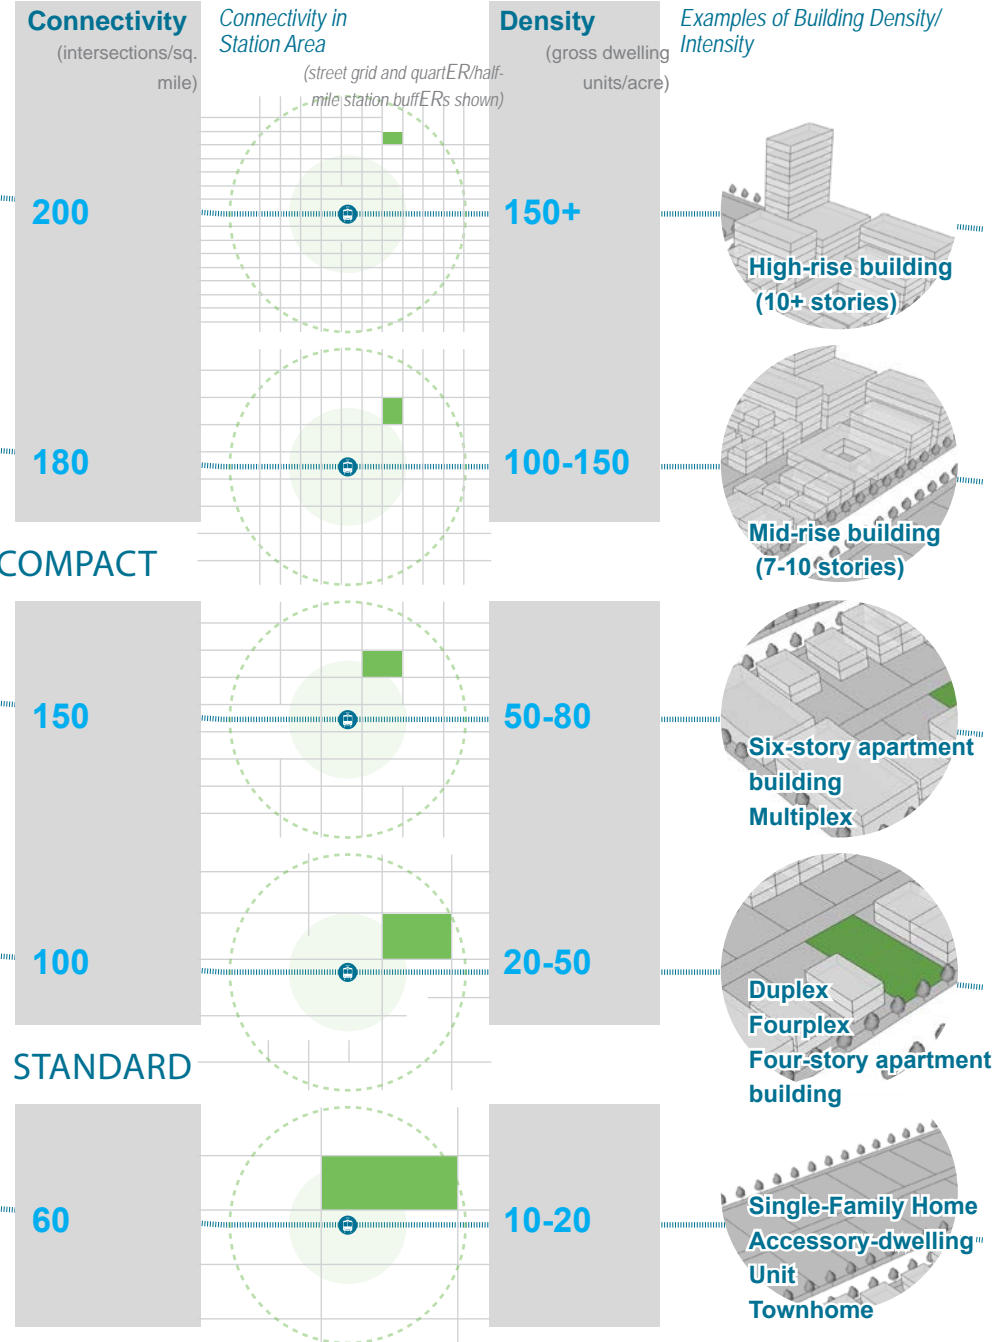 Connectivity
(intersections/sq.
mile)
Connectivity in
Station Area
(street grid and quartER/half-
mile station buffERs shown)
Density
(gross dwelling
units/acre)
Examples of Building Density/
Intensity
200
150+
High-rise building
(10+ stories)
180
100-150
Mid-rise building
(7-10 stories)
COMPACT
150
50-80
Six-story apartment
building
Multiplex
100
20-50
Duplex
Fourplex
Four-story apartment
building
STANDARD
60
10-20
Single-Family Home
Accessory-dwelling
Unit
Townhome